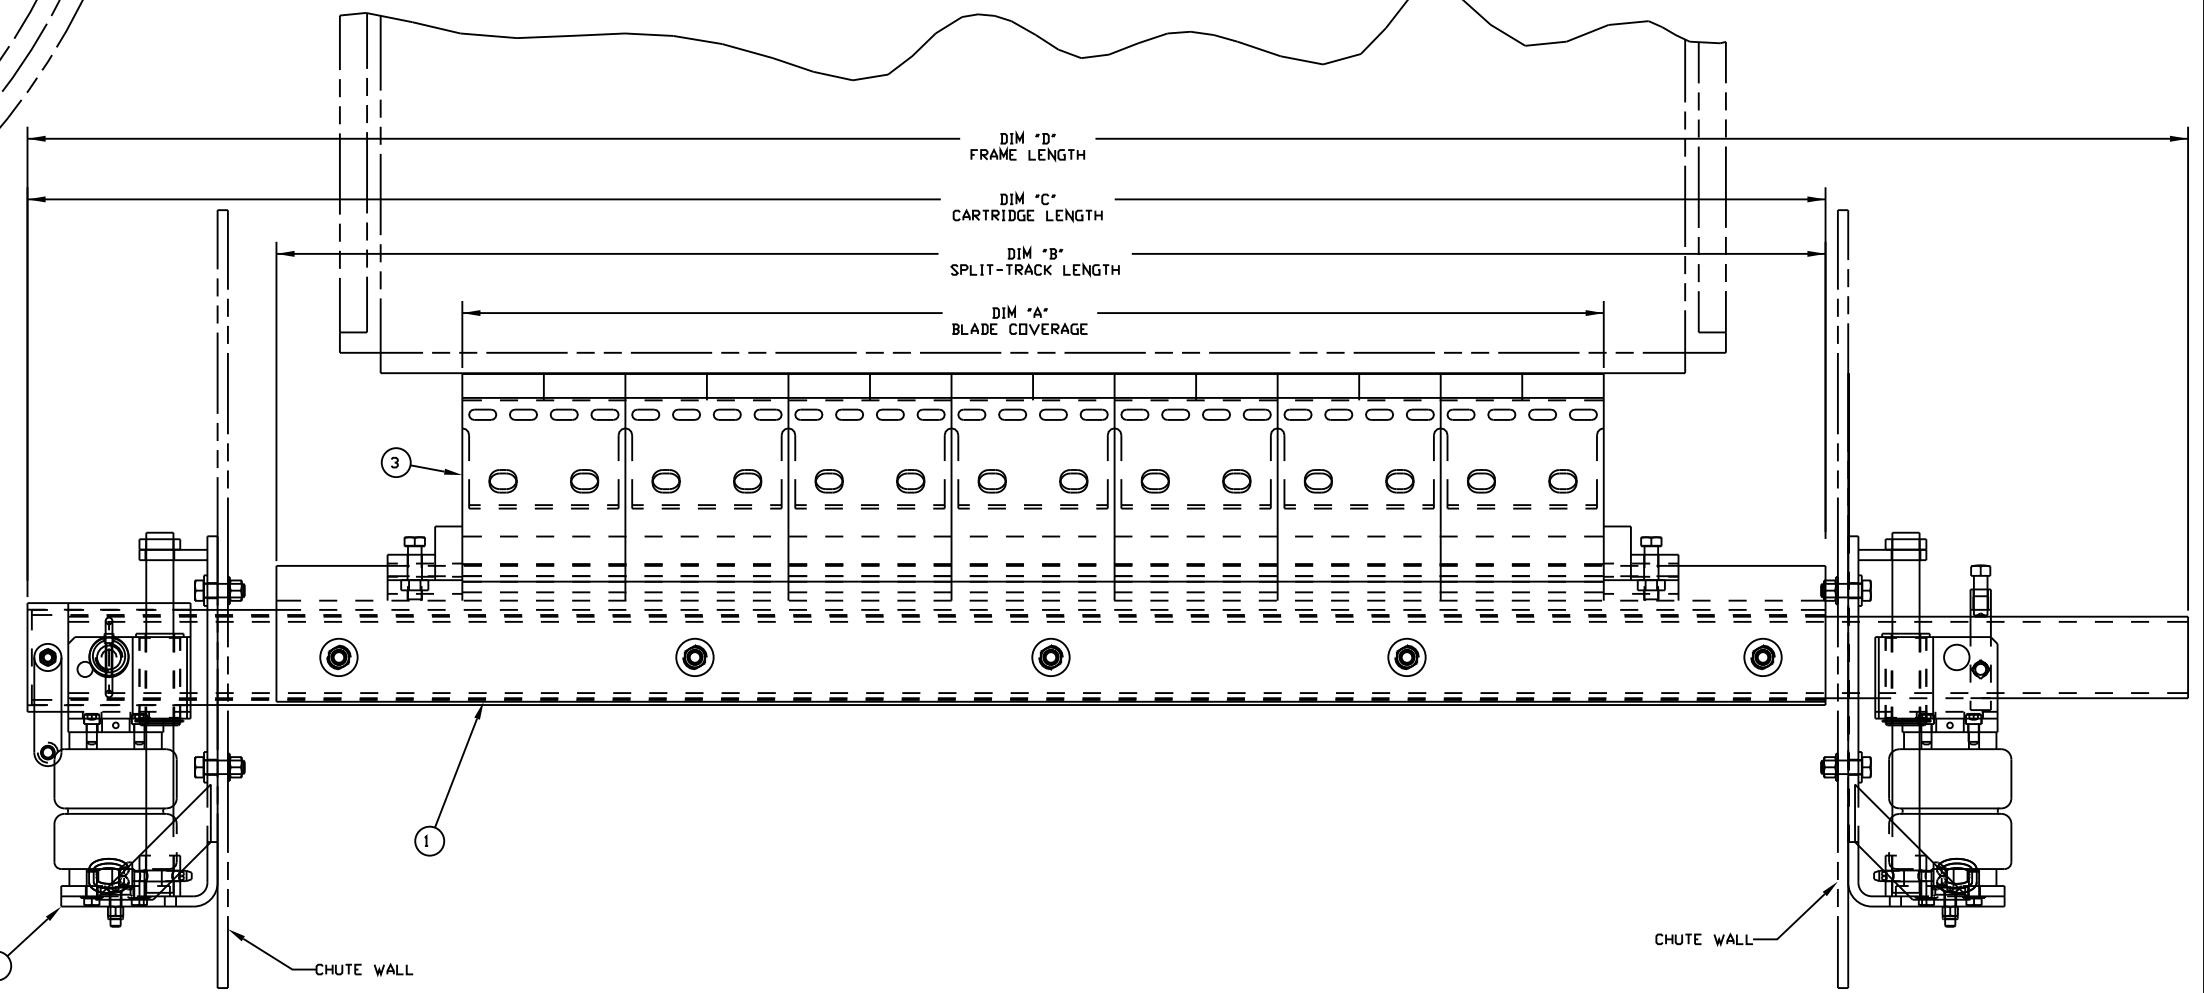 DIM "D"
FRAME LENGTH
DIM "C"
CARTRIDGE LENGTH
DIM "B"
SPLIT-TRACK LENGTH
DIM "A"
BLADE COVERAGE
3
1
CHUTE WALL
CHUTE WALL